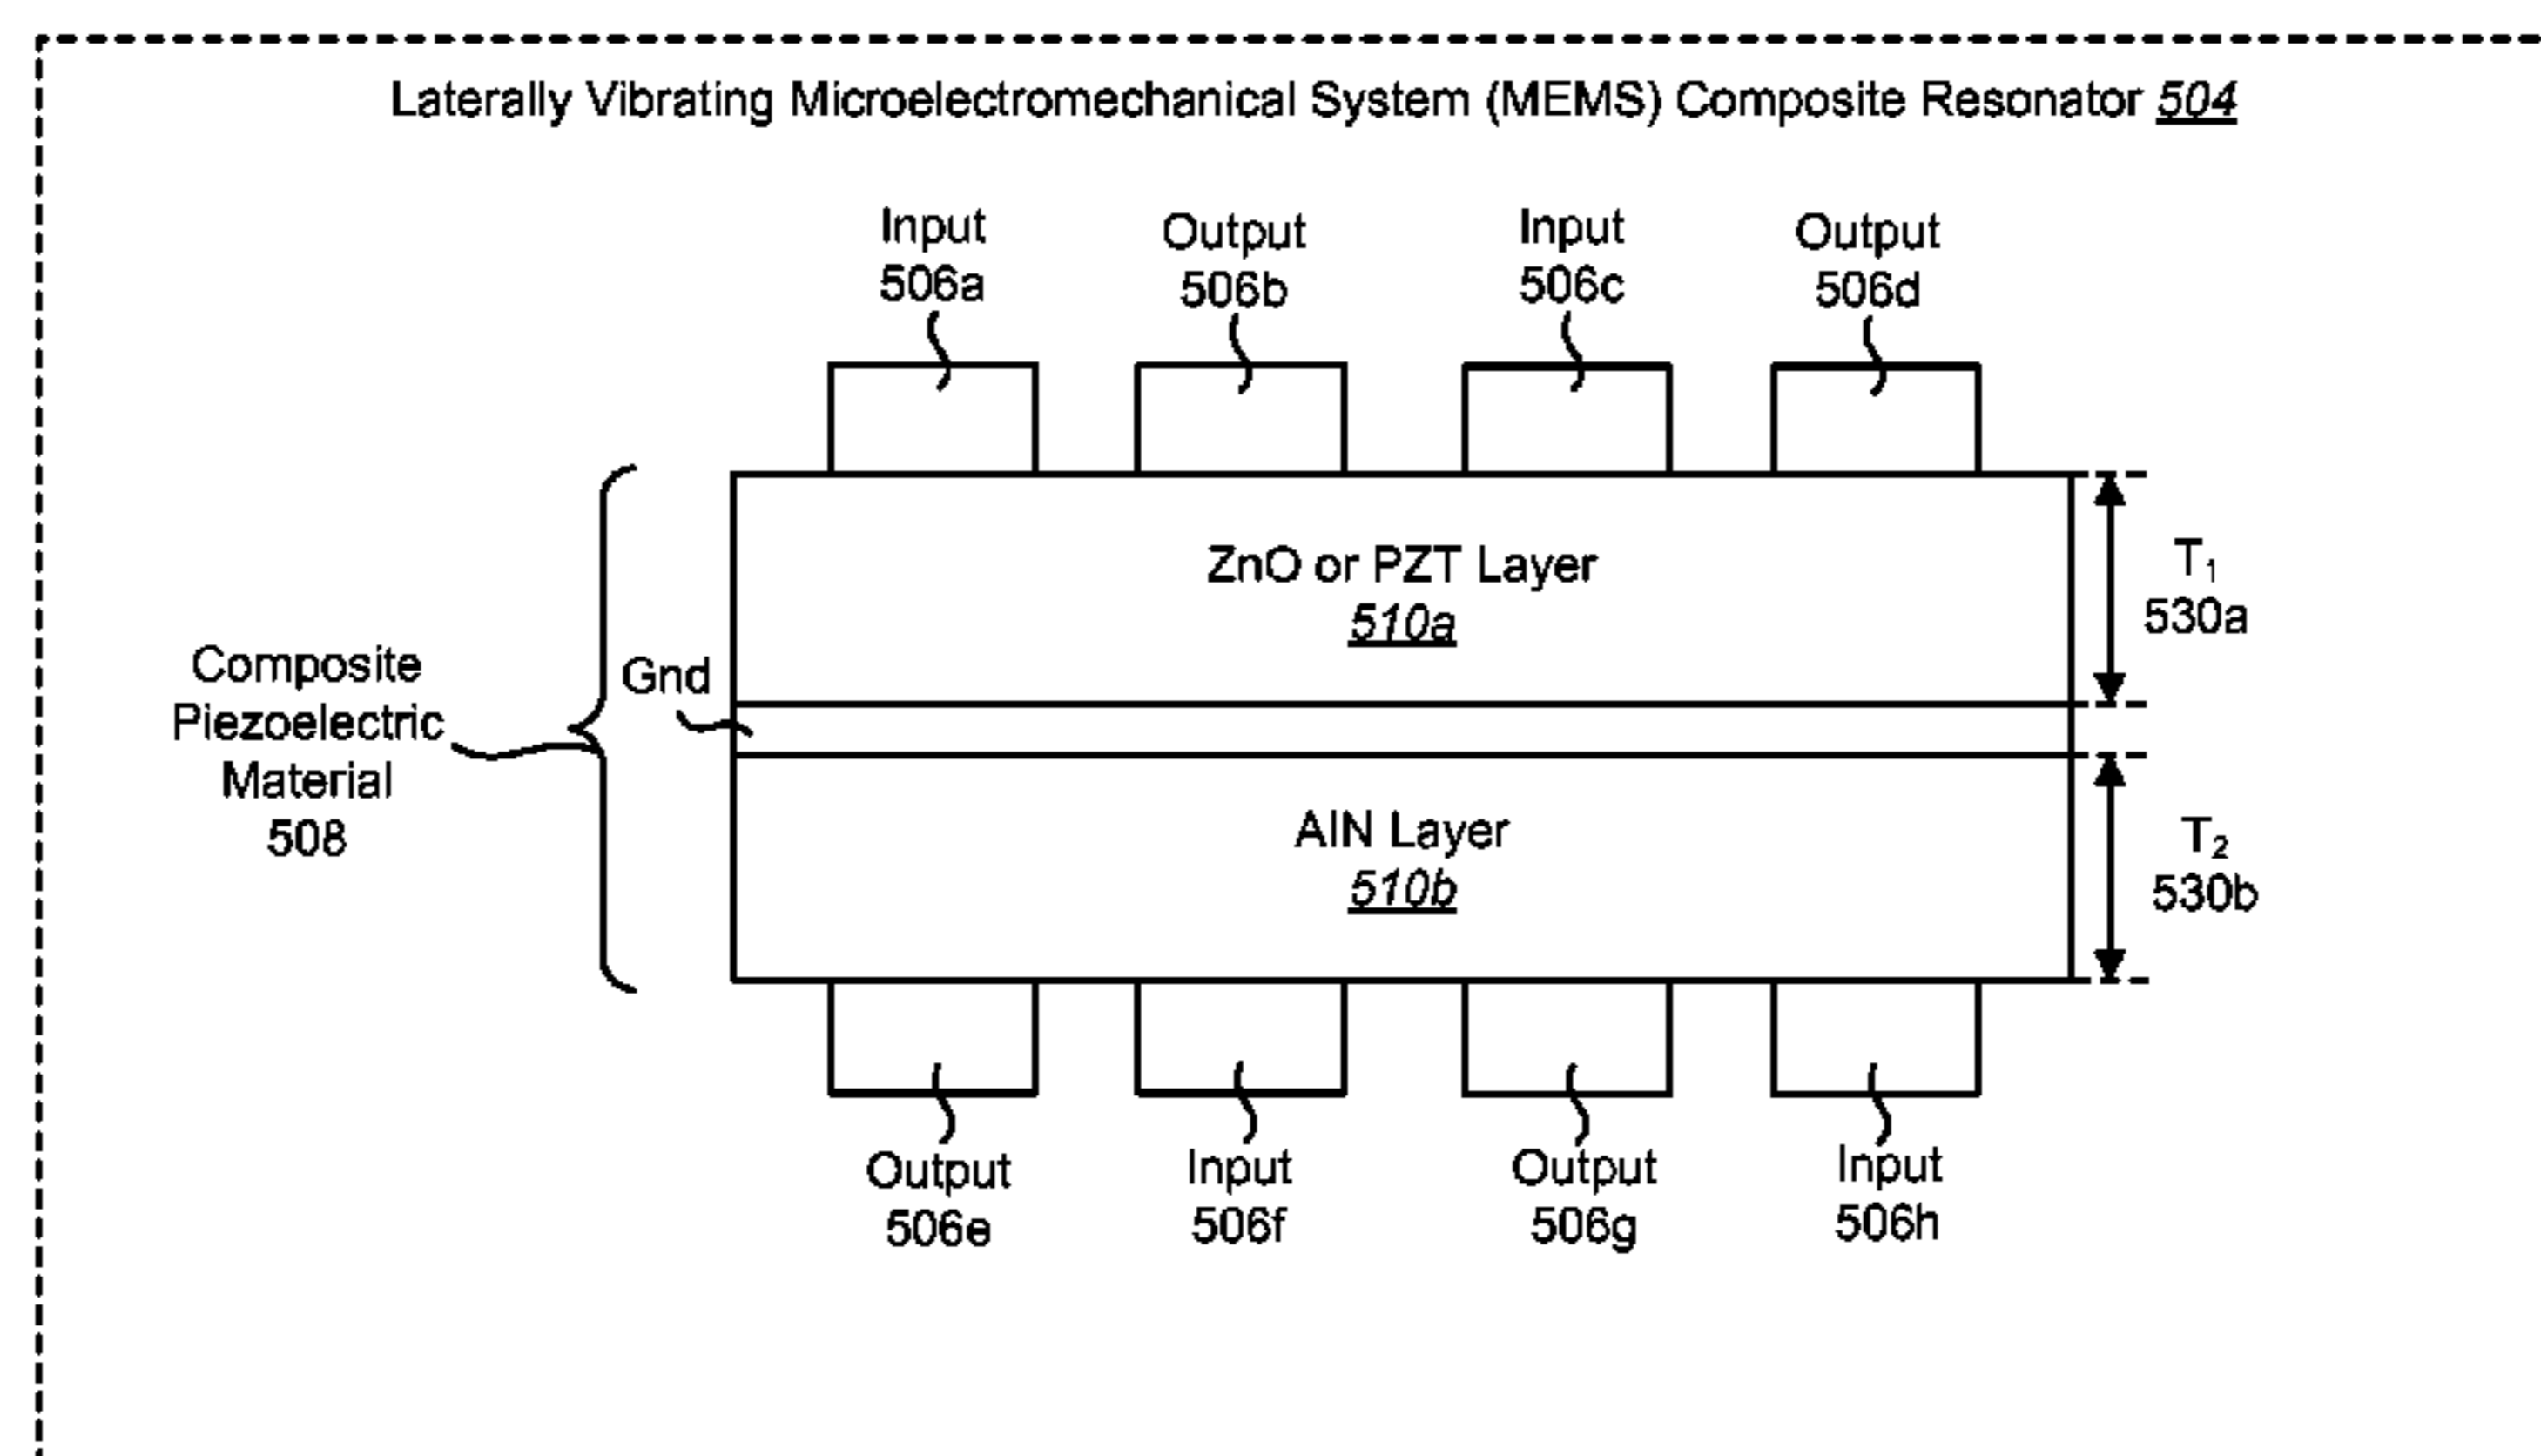 Laterally Vibrating Microelectromechanical System (MEMS) Composite Resonator 504
Input
506a
Output
506b
Input
506c
Output
506d
ZnO or PZT Layer
510a
T1
530a
Composite
Piezoelectric
Material
508
Gnd
AlN Layer
510b
T2
530b
Output
506e
Input
506f
Output
506g
Input
506h